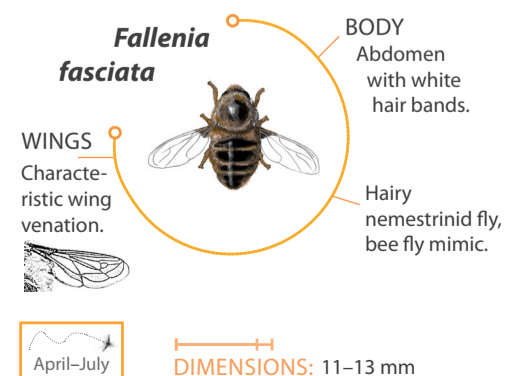 Fallenia
fasciata
BODY
Abdomen
with white
hair bands.
WINGS
Characte-
ristic wing
venation.
Hairy
nemestrinid fly,
bee fly mimic.
April–July
DIMENSIONS: 11–13 mm